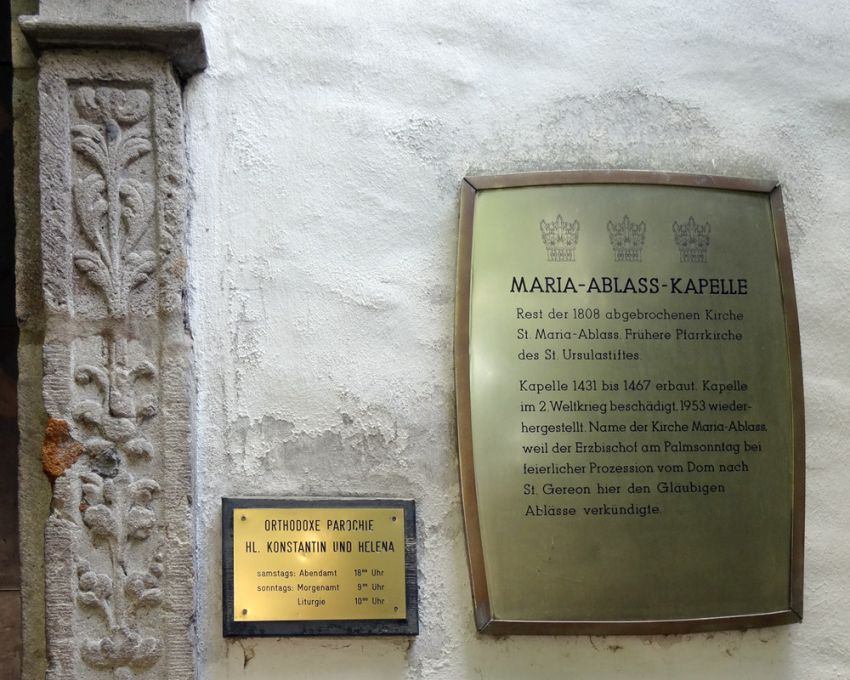 ORTHODOXE PAROCHIE
HL. KONSTANTIN UND HELENA
samstags: Abendamt 18⁰⁰ Uhr
sonntags: Morgenamt 9⁰⁰ Uhr
Liturgie 10⁰⁰ Uhr
MARIA-ABLASS-KAPELLE
Rest der 1808 abgebrochenen Kirche
St. Maria-Ablass. Frühere Pfarrkirche
des St. Ursulastiftes.
Kapelle 1431 bis 1467 erbaut. Kapelle
im 2. Weltkrieg beschädigt. 1953 wieder-
hergestellt. Name der Kirche Maria-Ablass,
weil der Erzbischof am Palmsonntag bei
feierlicher Prozession vom Dom nach
St. Gereon hier den Gläubigen
Ablässe verkündigte.